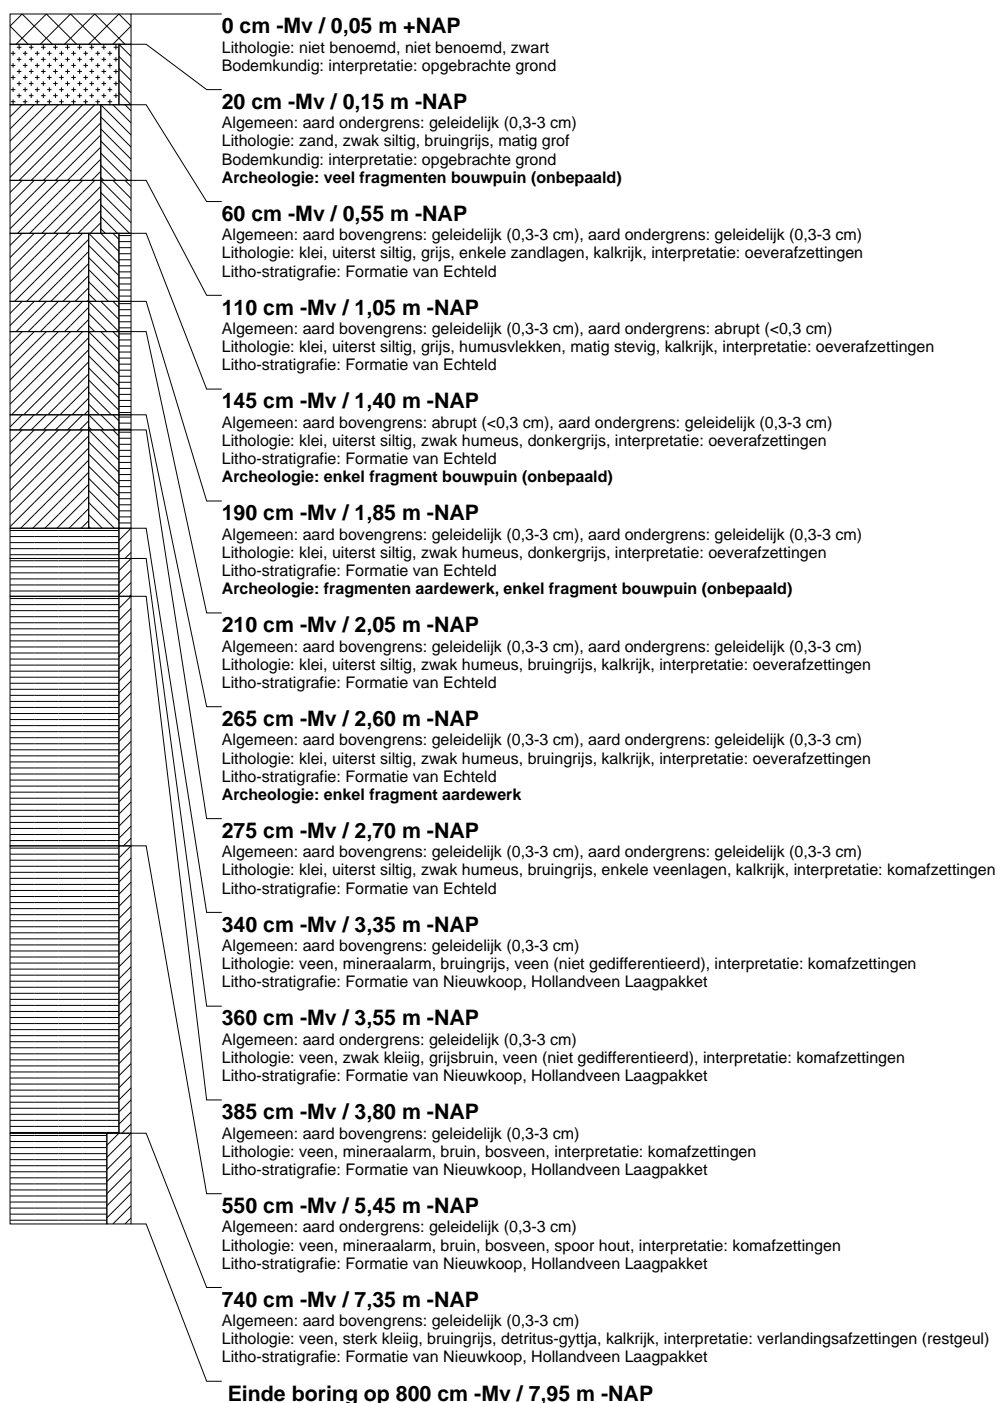 0 cm -Mv / 0,05 m +NAP
Lithologie: niet benoemd, niet benoemd, zwart
Bodemkundig: interpretatie: opgebrachte grond
20 cm -Mv / 0,15 m -NAP
Algemeen: aard ondergrens: geleidelijk (0,3-3 cm)
Lithologie: zand, zwak siltig, bruingrijs, matig grof
Bodemkundig: interpretatie: opgebrachte grond
Archeologie: veel fragmenten bouwpuin (onbepaald)
60 cm -Mv / 0,55 m -NAP
Algemeen: aard bovengrens: geleidelijk (0,3-3 cm), aard ondergrens: geleidelijk (0,3-3 cm)
Lithologie: klei, uiterst siltig, grijs, enkele zandlagen, kalkrijk, interpretatie: oeverafzettingen
Litho-stratigrafie: Formatie van Echteld
110 cm -Mv / 1,05 m -NAP
Algemeen: aard bovengrens: geleidelijk (0,3-3 cm), aard ondergrens: abrupt (<0,3 cm)
Lithologie: klei, uiterst siltig, grijs, humusvlekken, matig stevig, kalkrijk, interpretatie: oeverafzettingen
Litho-stratigrafie: Formatie van Echteld
145 cm -Mv / 1,40 m -NAP
Algemeen: aard bovengrens: abrupt (<0,3 cm), aard ondergrens: geleidelijk (0,3-3 cm)
Lithologie: klei, uiterst siltig, zwak humeus, donkergrijs, interpretatie: oeverafzettingen
Litho-stratigrafie: Formatie van Echteld
Archeologie: enkel fragment bouwpuin (onbepaald)
190 cm -Mv / 1,85 m -NAP
Algemeen: aard bovengrens: geleidelijk (0,3-3 cm), aard ondergrens: geleidelijk (0,3-3 cm)
Lithologie: klei, uiterst siltig, zwak humeus, donkergrijs, interpretatie: oeverafzettingen
Litho-stratigrafie: Formatie van Echteld
Archeologie: fragmenten aardewerk, enkel fragment bouwpuin (onbepaald)
210 cm -Mv / 2,05 m -NAP
Algemeen: aard bovengrens: geleidelijk (0,3-3 cm), aard ondergrens: geleidelijk (0,3-3 cm)
Lithologie: klei, uiterst siltig, zwak humeus, bruingrijs, kalkrijk, interpretatie: oeverafzettingen
Litho-stratigrafie: Formatie van Echteld
265 cm -Mv / 2,60 m -NAP
Algemeen: aard bovengrens: geleidelijk (0,3-3 cm), aard ondergrens: geleidelijk (0,3-3 cm)
Lithologie: klei, uiterst siltig, zwak humeus, bruingrijs, kalkrijk, interpretatie: oeverafzettingen
Litho-stratigrafie: Formatie van Echteld
Archeologie: enkel fragment aardewerk
275 cm -Mv / 2,70 m -NAP
Algemeen: aard bovengrens: geleidelijk (0,3-3 cm), aard ondergrens: geleidelijk (0,3-3 cm)
Lithologie: klei, uiterst siltig, zwak humeus, bruingrijs, enkele veenlagen, kalkrijk, interpretatie: komafzettingen
Litho-stratigrafie: Formatie van Echteld
340 cm -Mv / 3,35 m -NAP
Algemeen: aard bovengrens: geleidelijk (0,3-3 cm)
Lithologie: veen, mineraalarm, bruingrijs, veen (niet gedifferentieerd), interpretatie: komafzettingen
Litho-stratigrafie: Formatie van Nieuwkoop, Hollandveen Laagpakket
360 cm -Mv / 3,55 m -NAP
Algemeen: aard ondergrens: geleidelijk (0,3-3 cm)
Lithologie: veen, zwak kleiig, grijsbruin, veen (niet gedifferentieerd), interpretatie: komafzettingen
Litho-stratigrafie: Formatie van Nieuwkoop, Hollandveen Laagpakket
385 cm -Mv / 3,80 m -NAP
Algemeen: aard bovengrens: geleidelijk (0,3-3 cm)
Lithologie: veen, mineraalarm, bruin, bosveen, interpretatie: komafzettingen
Litho-stratigrafie: Formatie van Nieuwkoop, Hollandveen Laagpakket
550 cm -Mv / 5,45 m -NAP
Algemeen: aard ondergrens: geleidelijk (0,3-3 cm)
Lithologie: veen, mineraalarm, bruin, bosveen, spoor hout, interpretatie: komafzettingen
Litho-stratigrafie: Formatie van Nieuwkoop, Hollandveen Laagpakket
740 cm -Mv / 7,35 m -NAP
Algemeen: aard bovengrens: geleidelijk (0,3-3 cm)
Lithologie: veen, sterk kleiig, bruingrijs, detritus-gyttja, kalkrijk, interpretatie: verlandingsafzettingen (restgeul)
Litho-stratigrafie: Formatie van Nieuwkoop, Hollandveen Laagpakket
Einde boring op 800 cm -Mv / 7,95 m -NAP